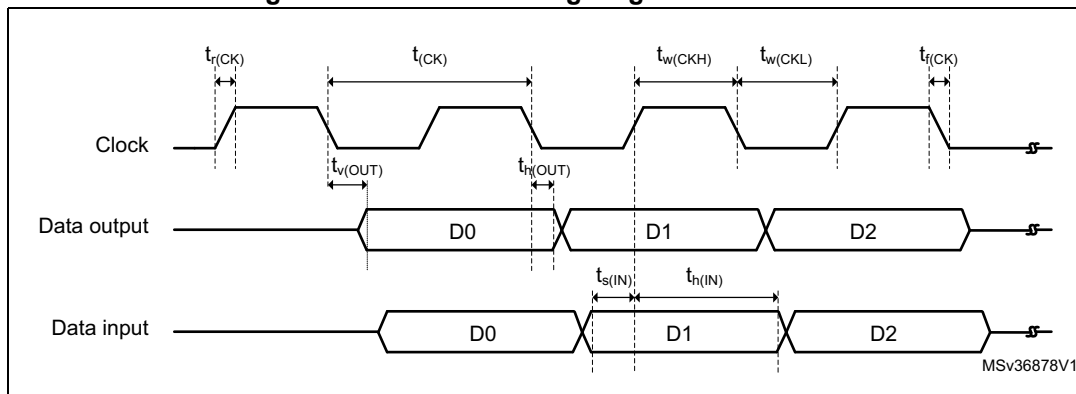 t_r(CK) t_(CK) t_w(CKH) t_w(CKL) t_f(CK)
Clock
t_v(OUT) t_h(OUT)
Data output D0 D1 D2
t_s(IN) t_h(IN)
Data input D0 D1 D2
MSv36878V1